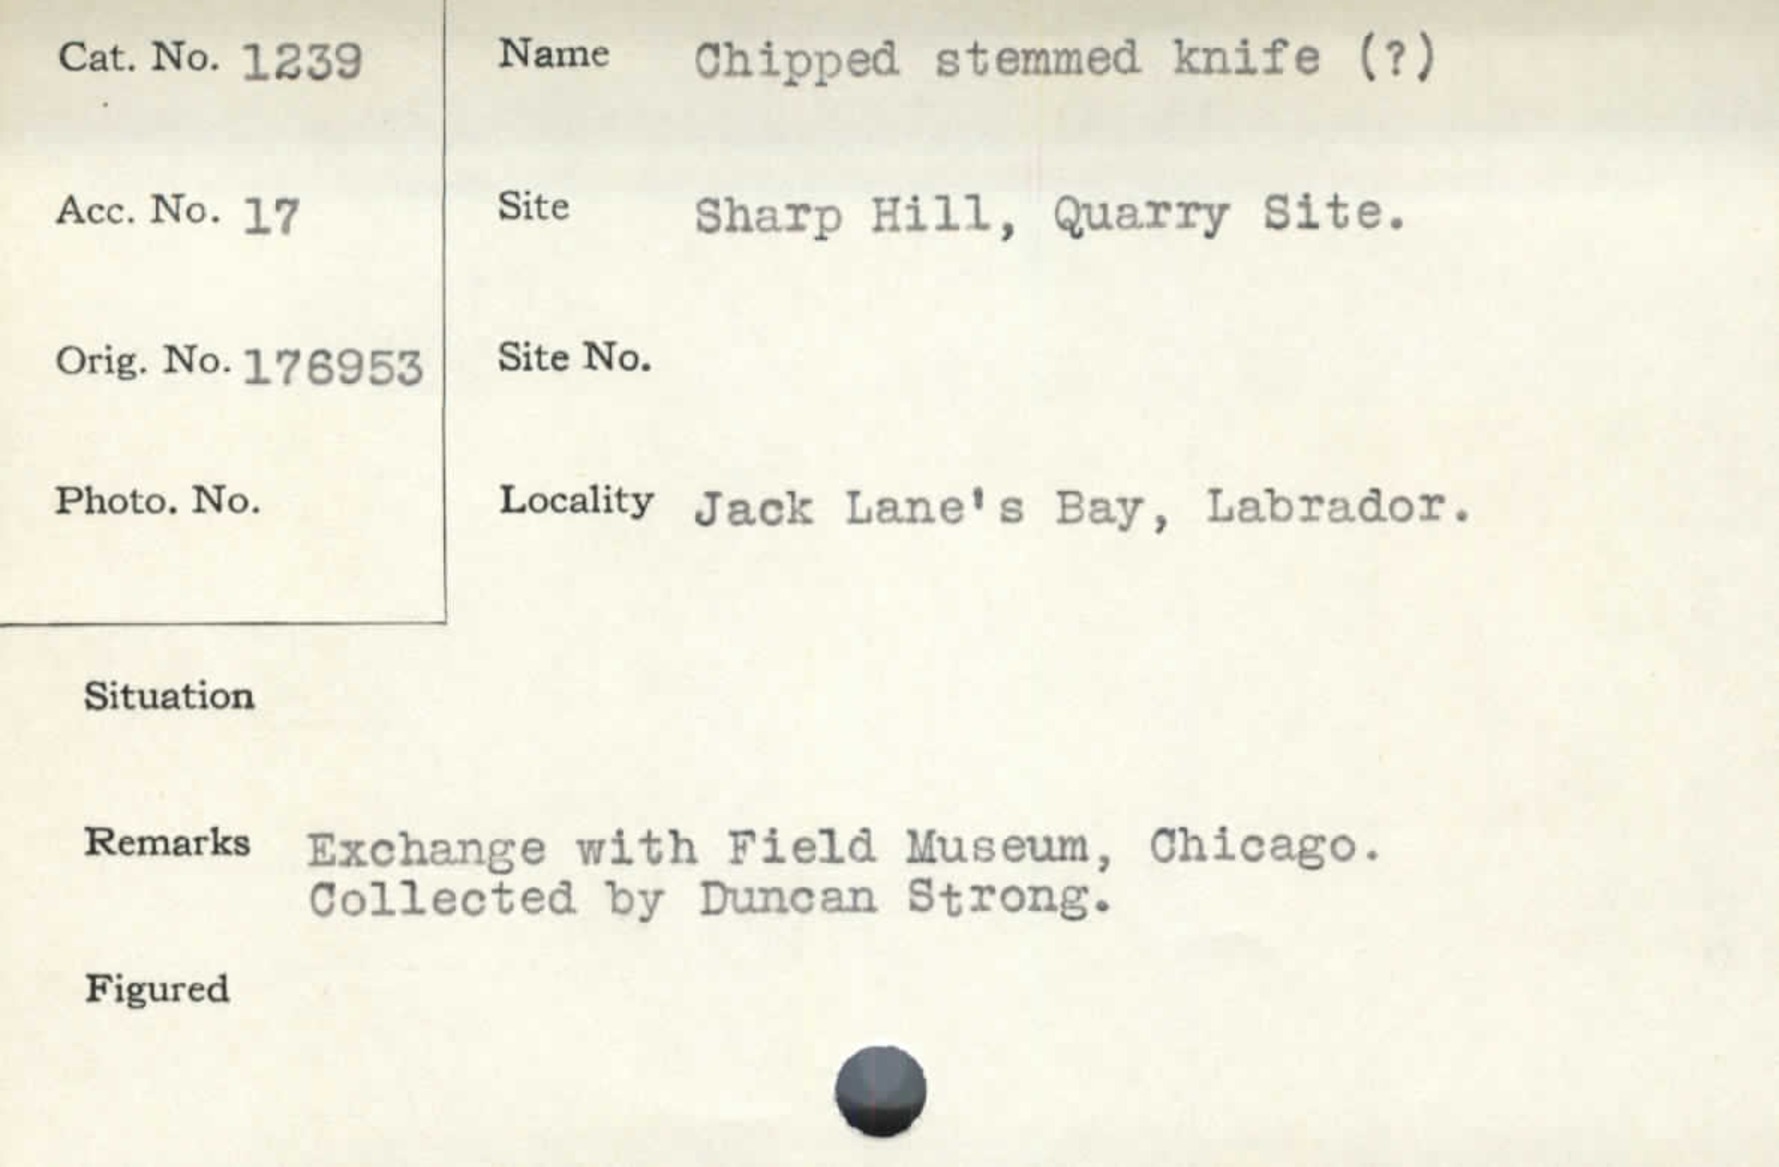 Cat. No. 1239
Name Chipped stemmed knife (?)
Acc. No. 17
Site Sharp Hill, Quarry Site.
Orig. No. 176953
Site No.
Photo. No.
Locality Jack Lane's Bay, Labrador.
Situation
Remarks Exchange with Field Museum, Chicago.
Collected by Duncan Strong.
Figured